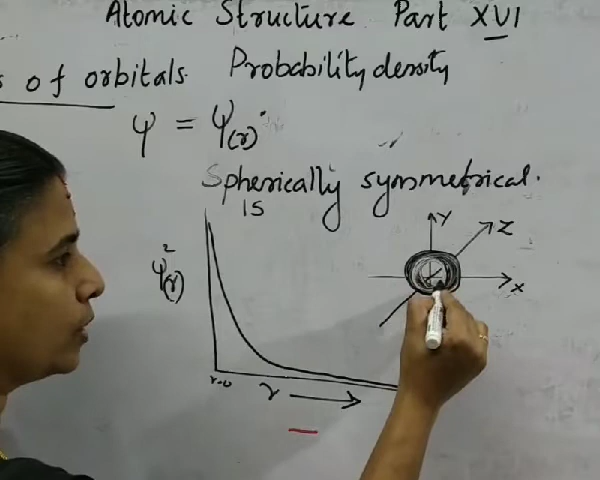 Atomic Structure Part XVI
s of orbitals. Probability density
ψ = ψ(r)
Spherically symmetrical.
1S
ψ²(r)
Y
Z
X
r=0
r